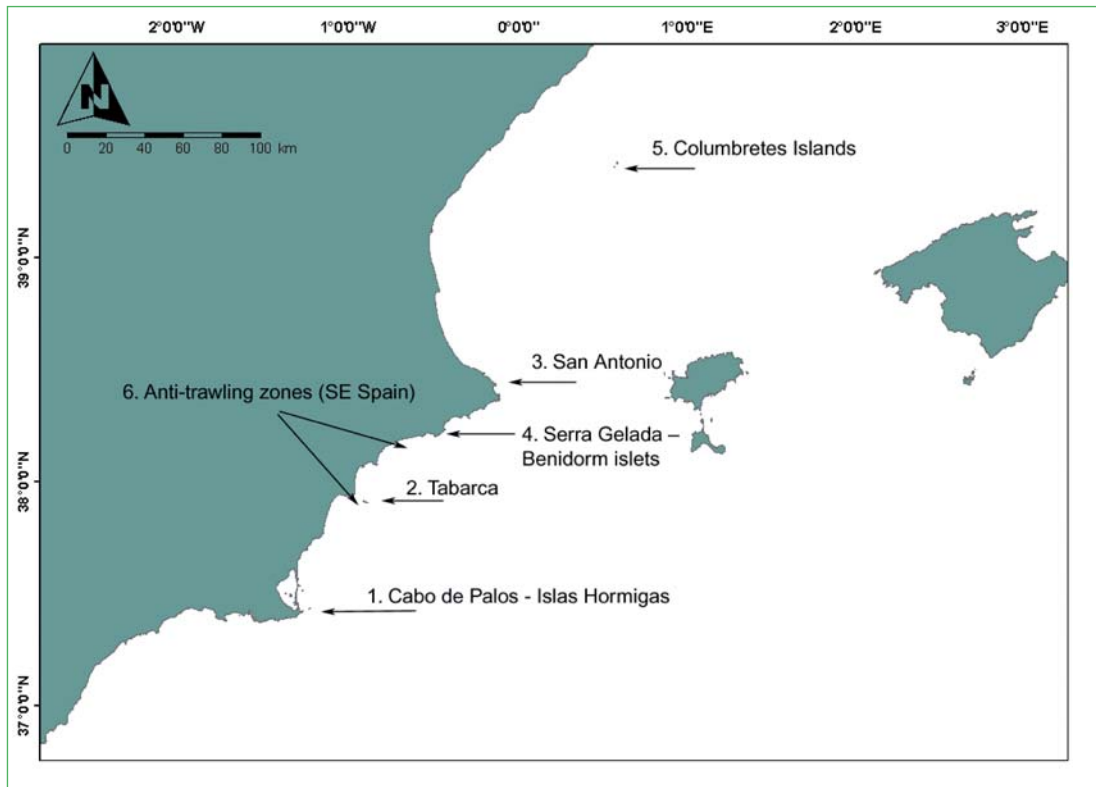 2°0'0"W 1°0'0"W 0°0'0" 1°0'0"E 2°0'0"E 3°0'0"E
N
0 20 40 60 80 100 km
5. Columbretes Islands
39°0'0"N
3. San Antonio
6. Anti-trawling zones (SE Spain)
4. Serra Gelada –
Benidorm islets
38°0'0"N
2. Tabarca
1. Cabo de Palos - Islas Hormigas
37°0'0"N